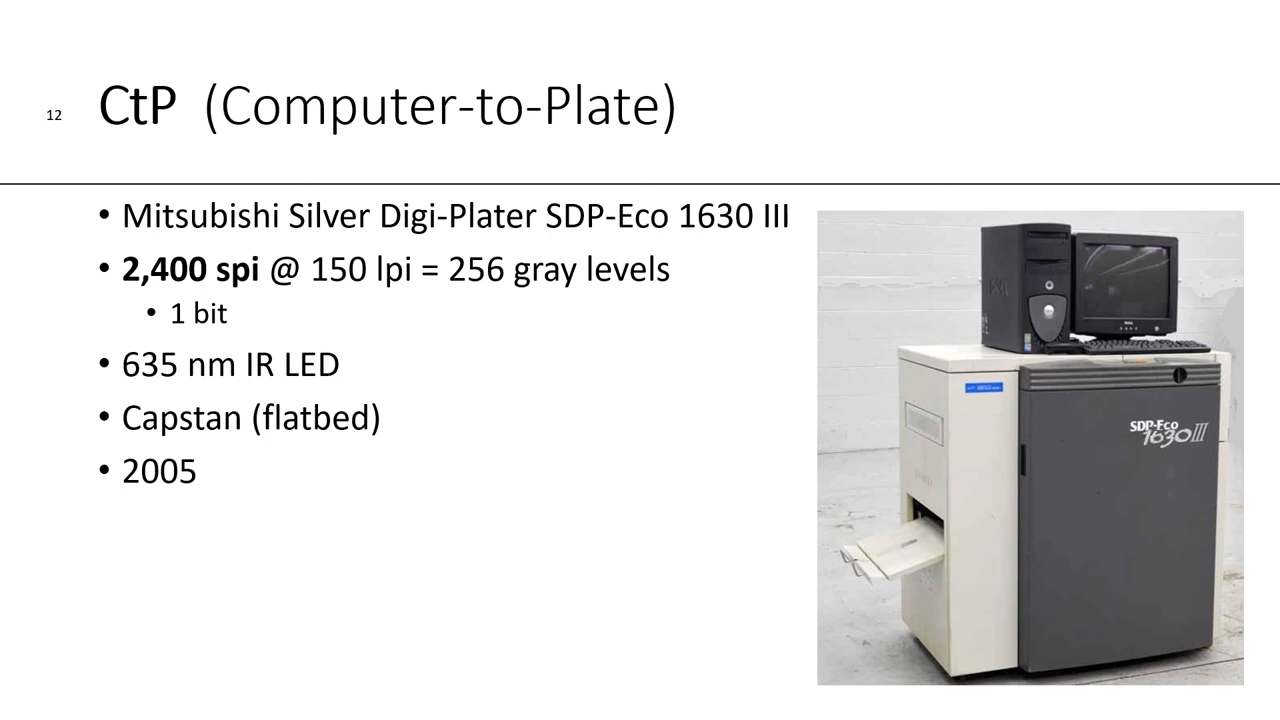 12
CtP (Computer-to-Plate)
• Mitsubishi Silver Digi-Plater SDP-Eco 1630 III
• 2,400 spi @ 150 lpi = 256 gray levels
• 1 bit
• 635 nm IR LED
• Capstan (flatbed)
• 2005
SDP-Eco
1630III